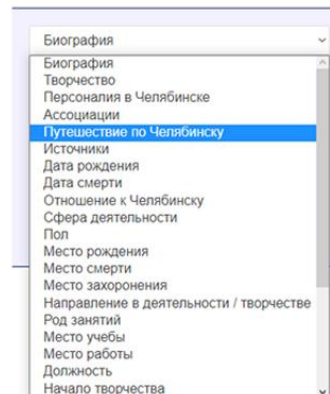 Биография
Биография
Творчество
Персоналия в Челябинске
Ассоциации
Путешествие по Челябинску
Источники
Дата рождения
Дата смерти
Отношение к Челябинску
Сфера деятельности
Пол
Место рождения
Место смерти
Место захоронения
Направление в деятельности / творчестве
Род занятий
Место учебы
Место работы
Должность
Начало творчества